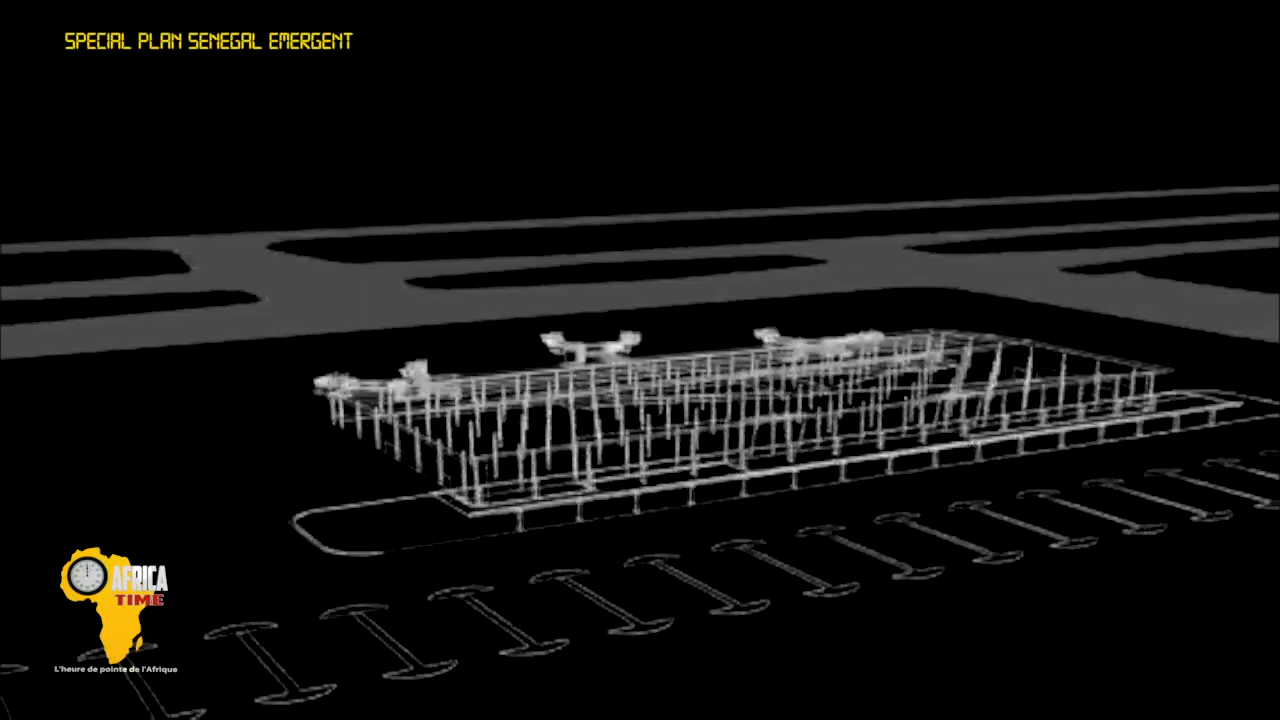 SPECIAL PLAN SENEGAL EMERGENT
AFRICA
TIME
L'heure de pointe de l'Afrique